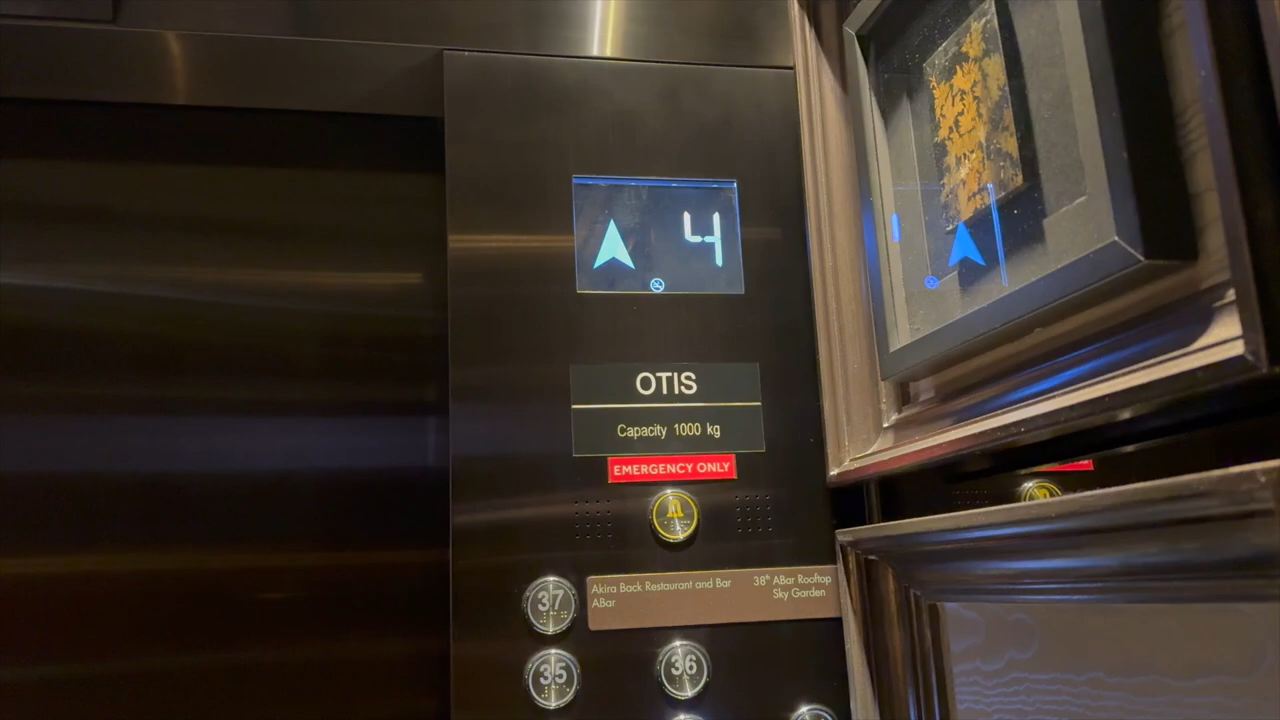 4
OTIS
Capacity 1000 kg
EMERGENCY ONLY
37
Akira Back Restaurant and Bar
ABar
38th ABar Rooftop
Sky Garden
35
36